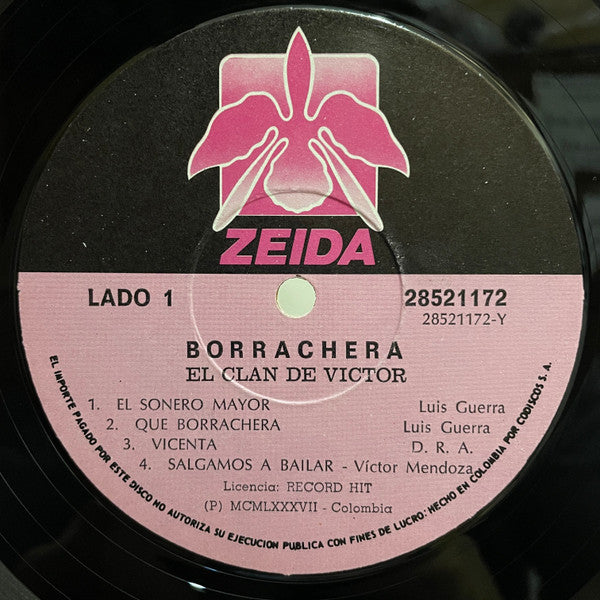 ZEIDA
LADO 1
28521172
28521172-Y
BORRACHERA
EL CLAN DE VICTOR
1. EL SONERO MAYOR Luis Guerra
2. QUE BORRACHERA Luis Guerra
3. VICENTA D. R. A.
4. SALGAMOS A BAILAR - Víctor Mendoza
Licencia: RECORD HIT
(P) MCMLXXXVII - Colombia
EL IMPORTE PAGADO POR ESTE DISCO NO AUTORIZA SU EJECUCION PUBLICA CON FINES DE LUCRO: HECHO EN COLOMBIA POR CODISCOS S. A.